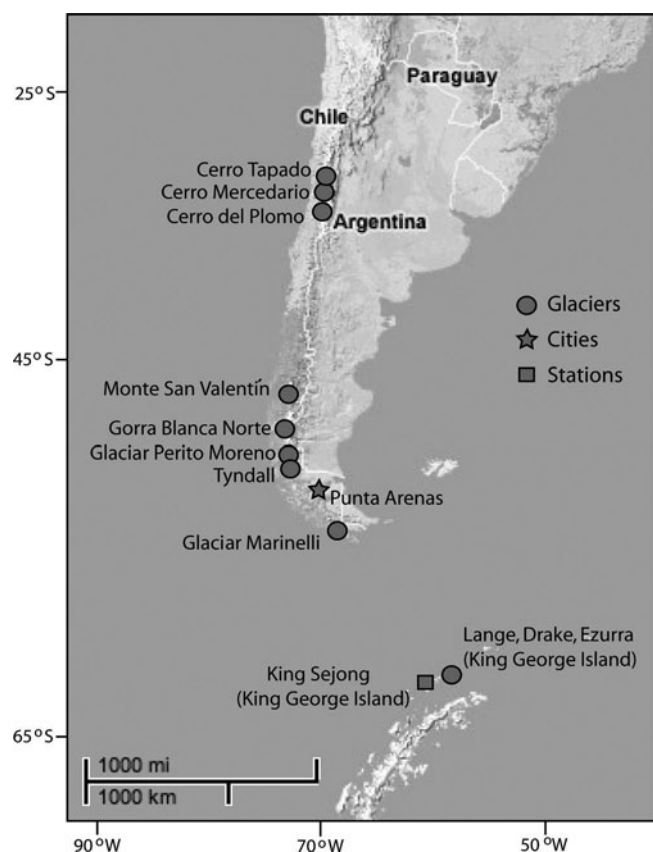 25°S
Paraguay
Chile
Cerro Tapado
Cerro Mercedario
Cerro del Plomo
Argentina
Glaciers
Cities
Stations
45°S
Monte San Valentín
Gorra Blanca Norte
Glaciar Perito Moreno
Tyndall
Punta Arenas
Glaciar Marinelli
Lange, Drake, Ezurra
(King George Island)
King Sejong
(King George Island)
65°S
1000 mi
1000 km
90°W
70°W
50°W